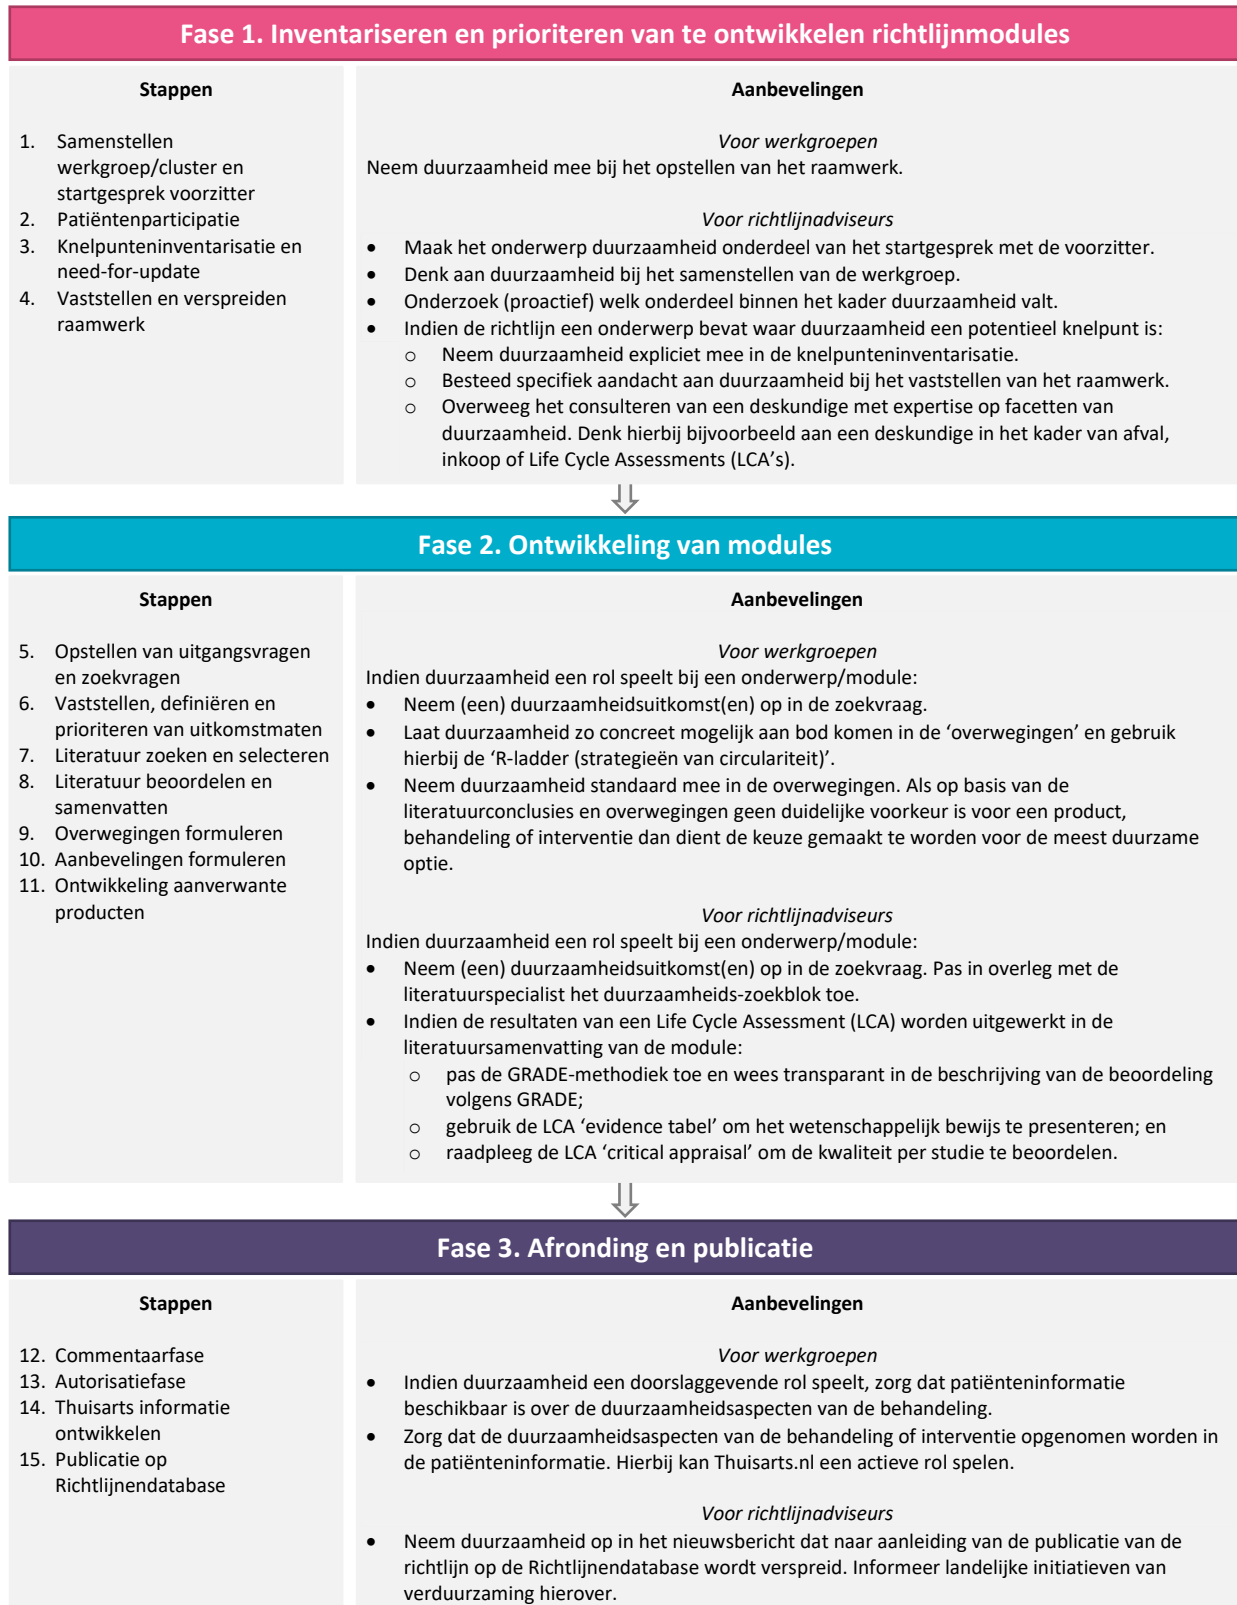 Fase 1. Inventariseren en prioriteren van te ontwikkelen richtlijnmodules
Stappen
1. Samenstellen
werkgroep/cluster en
startgesprek voorzitter
2. Patiëntenparticipatie
3. Knelpunteninventarisatie en
need-for-update
4. Vaststellen en verspreiden
raamwerk
Aanbevelingen
Voor werkgroepen
Neem duurzaamheid mee bij het opstellen van het raamwerk.
Voor richtlijnadviseurs
• Maak het onderwerp duurzaamheid onderdeel van het startgesprek met de voorzitter.
• Denk aan duurzaamheid bij het samenstellen van de werkgroep.
• Onderzoek (proactief) welk onderdeel binnen het kader duurzaamheid valt.
• Indien de richtlijn een onderwerp bevat waar duurzaamheid een potentieel knelpunt is:
o Neem duurzaamheid expliciet mee in de knelpunteninventarisatie.
o Besteed specifiek aandacht aan duurzaamheid bij het vaststellen van het raamwerk.
o Overweeg het consulteren van een deskundige met expertise op facetten van
duurzaamheid. Denk hierbij bijvoorbeeld aan een deskundige in het kader van afval,
inkoop of Life Cycle Assessments (LCA's).
Fase 2. Ontwikkeling van modules
Stappen
5. Opstellen van uitgangsvragen
en zoekvragen
6. Vaststellen, definiëren en
prioriteren van uitkomstmaten
7. Literatuur zoeken en selecteren
8. Literatuur beoordelen en
samenvatten
9. Overwegingen formuleren
10. Aanbevelingen formuleren
11. Ontwikkeling aanverwante
producten
Aanbevelingen
Voor werkgroepen
Indien duurzaamheid een rol speelt bij een onderwerp/module:
• Neem (een) duurzaamheidsuitkomst(en) op in de zoekvraag.
• Laat duurzaamheid zo concreet mogelijk aan bod komen in de ‘overwegingen’ en gebruik
hierbij de ‘R-ladder (strategieën van circulariteit)’.
• Neem duurzaamheid standaard mee in de overwegingen. Als op basis van de
literatuurconclusies en overwegingen geen duidelijke voorkeur is voor een product,
behandeling of interventie dan dient de keuze gemaakt te worden voor de meest duurzame
optie.
Voor richtlijnadviseurs
Indien duurzaamheid een rol speelt bij een onderwerp/module:
• Neem (een) duurzaamheidsuitkomst(en) op in de zoekvraag. Pas in overleg met de
literatuurspecialist het duurzaamheids-zoekblok toe.
• Indien de resultaten van een Life Cycle Assessment (LCA) worden uitgewerkt in de
literatuursamenvatting van de module:
o pas de GRADE-methodiek toe en wees transparant in de beschrijving van de beoordeling
volgens GRADE;
o gebruik de LCA ‘evidence tabel’ om het wetenschappelijk bewijs te presenteren; en
o raadpleeg de LCA ‘critical appraisal’ om de kwaliteit per studie te beoordelen.
Fase 3. Afronding en publicatie
Stappen
12. Commentaarfase
13. Autorisatiefase
14. Thuisarts informatie
ontwikkelen
15. Publicatie op
Richtlijnendatabase
Aanbevelingen
Voor werkgroepen
• Indien duurzaamheid een doorslaggevende rol speelt, zorg dat patiënteninformatie
beschikbaar is over de duurzaamheidsaspecten van de behandeling.
• Zorg dat de duurzaamheidsaspecten van de behandeling of interventie opgenomen worden in
de patiënteninformatie. Hierbij kan Thuisarts.nl een actieve rol spelen.
Voor richtlijnadviseurs
• Neem duurzaamheid op in het nieuwsbericht dat naar aanleiding van de publicatie van de
richtlijn op de Richtlijnendatabase wordt verspreid. Informeer landelijke initiatieven van
verduurzaming hierover.